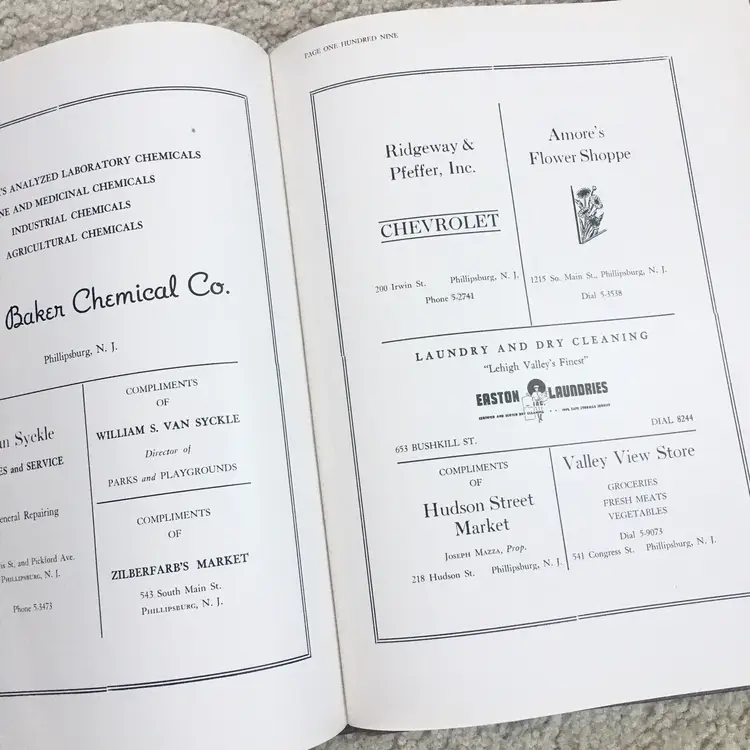 ANALYZED LABORATORY CHEMICALS
AND MEDICINAL CHEMICALS
INDUSTRIAL CHEMICALS
AGRICULTURAL CHEMICALS
Baker Chemical Co.
Phillipsburg, N. J.
Syckle
and SERVICE
General Repairing
St. and Pickford Ave.
PHILLIPSBURG, N. J.
Phone 5-3473
COMPLIMENTS
OF
WILLIAM S. VAN SYCKLE
Director of
PARKS and PLAYGROUNDS
COMPLIMENTS
OF
ZILBERFARB'S MARKET
543 South Main St.
PHILLIPSBURG, N. J.
PAGE ONE HUNDRED NINE
Ridgeway &
Pfeffer, Inc.
CHEVROLET
200 Irwin St. Phillipsburg, N. J.
Phone 5-2741
Amore's
Flower Shoppe
1215 So. Main St., Phillipsburg, N. J.
Dial 5-3538
LAUNDRY AND DRY CLEANING
"Lehigh Valley's Finest"
EASTON LAUNDRIES
653 BUSHKILL ST.
DIAL 8244
COMPLIMENTS
OF
Hudson Street
Market
JOSEPH MAZZA, Prop.
218 Hudson St. Phillipsburg, N. J.
Valley View Store
GROCERIES
FRESH MEATS
VEGETABLES
Dial 5-9073
541 Congress St. Phillipsburg, N. J.